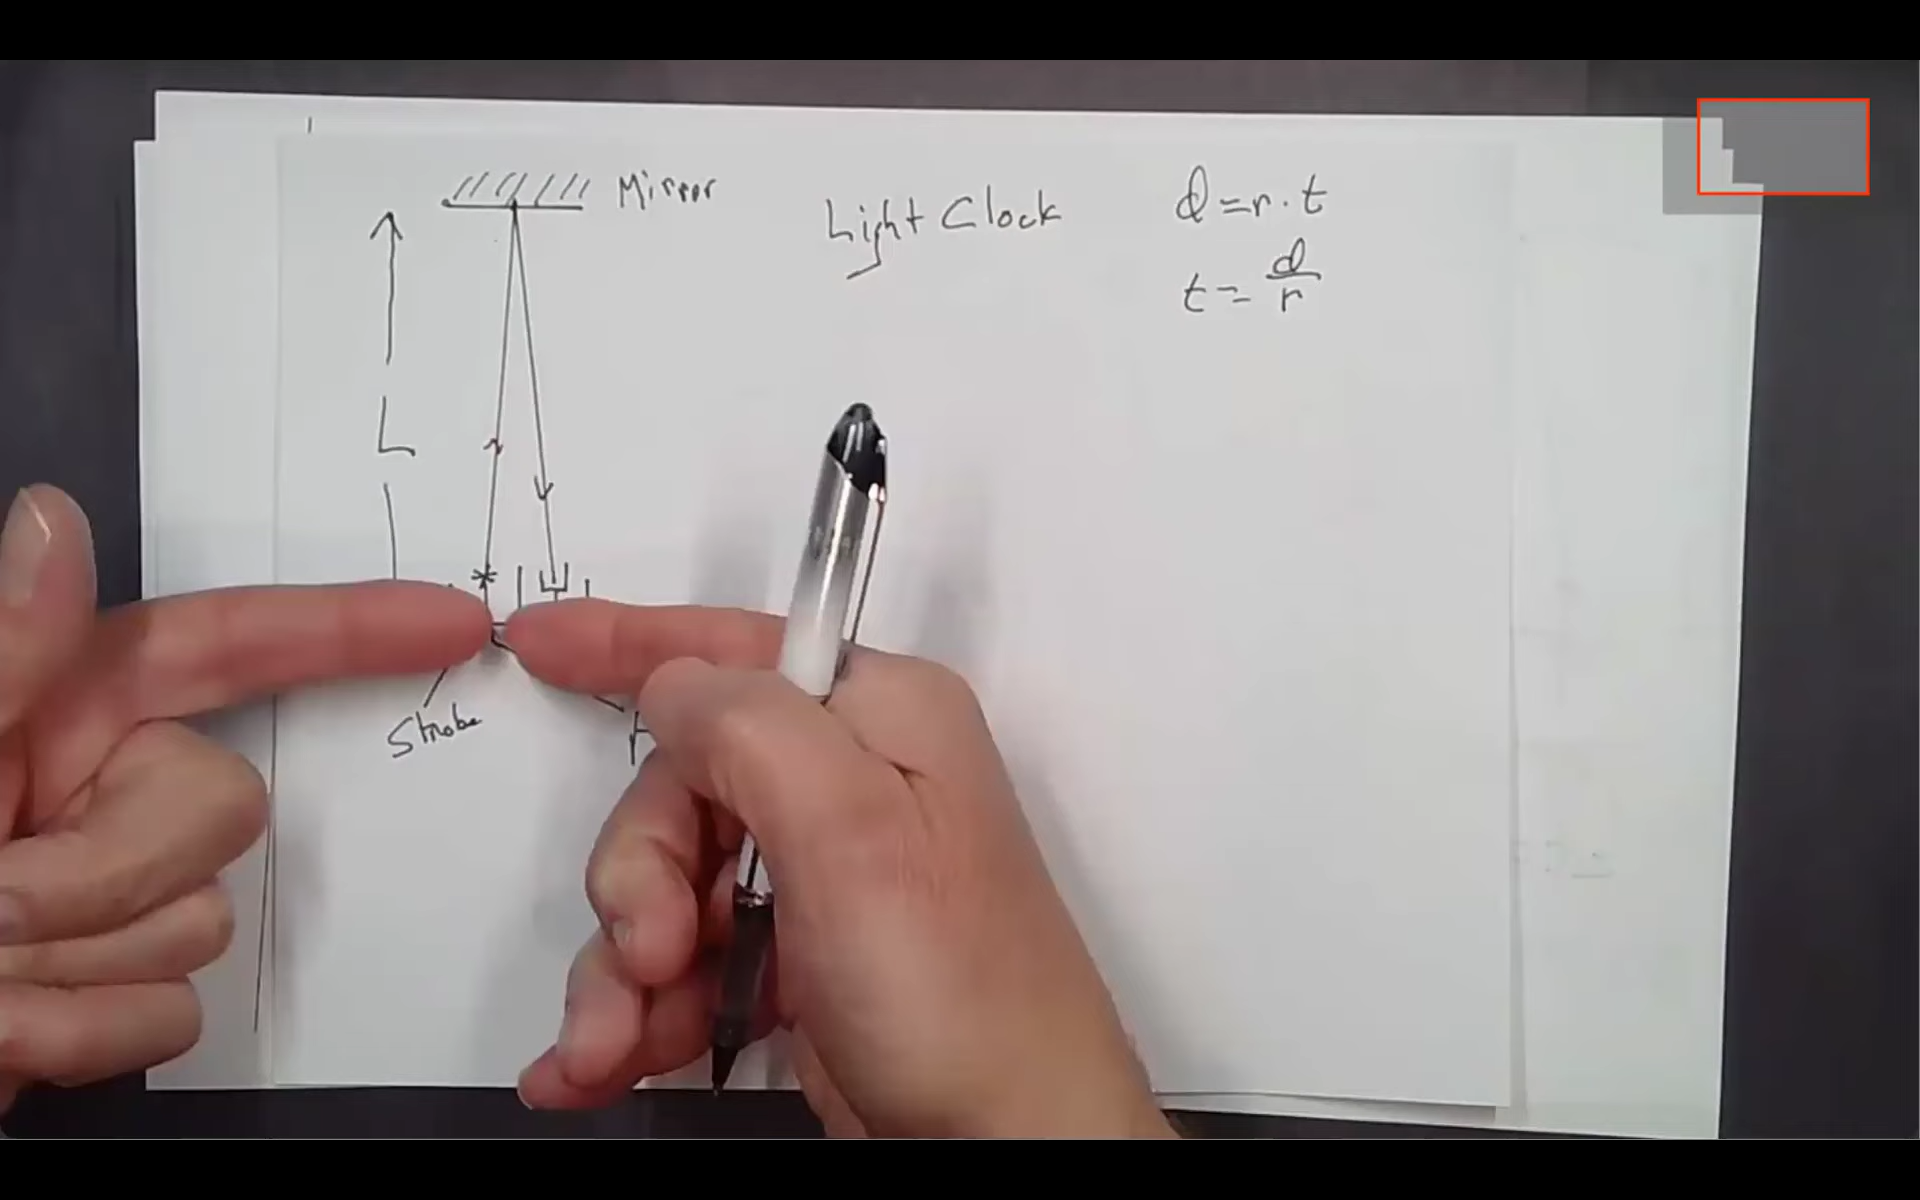 Mirror
Light Clock
d = r · t
t = d/r
L
Strobe